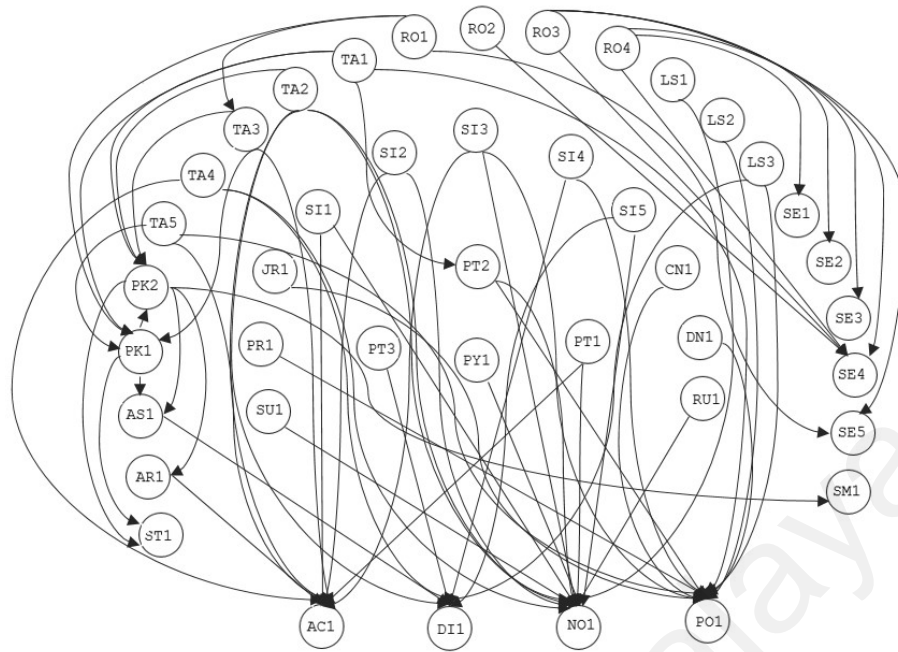 RO1
RO2
RO3
RO4
TA1
TA2
TA3
TA4
TA5
LS1
LS2
LS3
SI1
SI2
SI3
SI4
SI5
SE1
SE2
SE3
SE4
SE5
SM1
JR1
PT2
CN1
PK2
PK1
PR1
PT3
PY1
PT1
DN1
AS1
SU1
RU1
AR1
ST1
AC1
DI1
NO1
PO1
maya